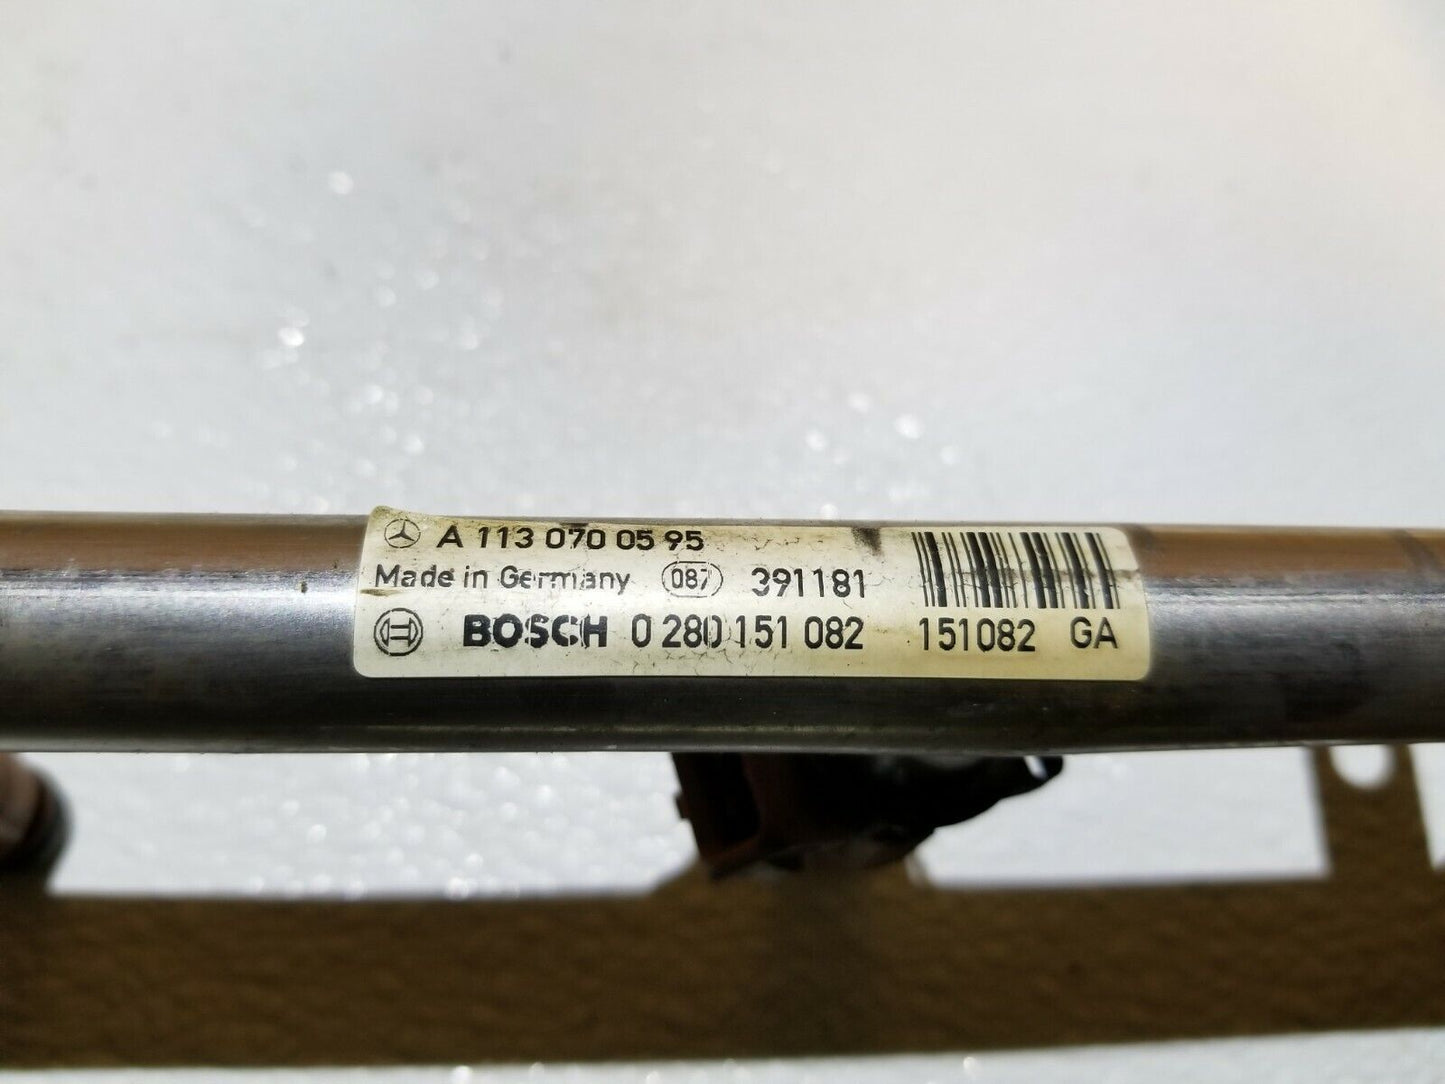 A 113 070 05 95
Made in Germany 087 391181
BOSCH 0 280 151 082 151082 GA